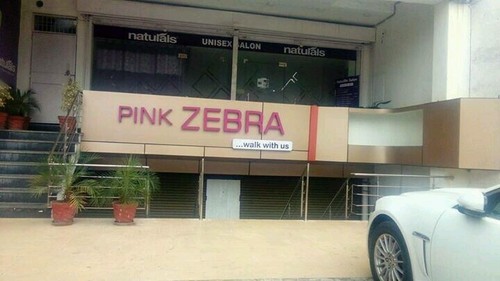 naturals UNISEX SALON naturals
PINK ZEBRA
...walk with us